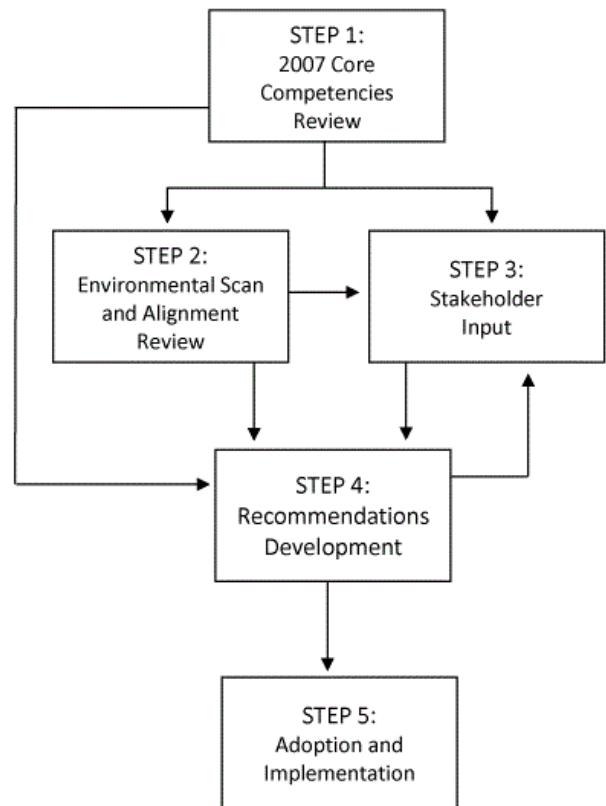 STEP 1:
2007 Core
Competencies
Review
STEP 2:
Environmental Scan
and Alignment
Review
STEP 3:
Stakeholder
Input
STEP 4:
Recommendations
Development
STEP 5:
Adoption and
Implementation